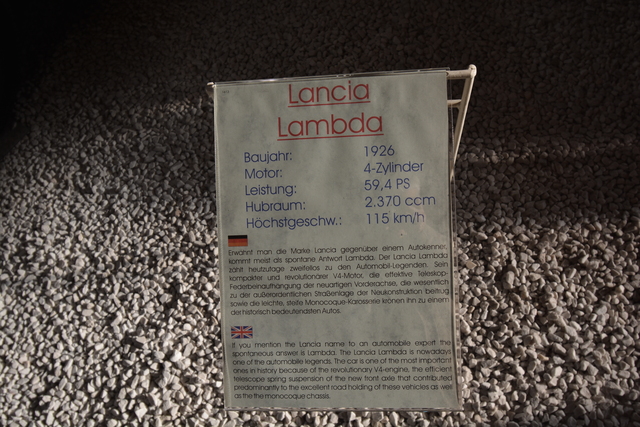 Lancia
Lambda
Baujahr: 1926
Motor: 4-Zylinder
Leistung: 59,4 PS
Hubraum: 2.370 ccm
Höchstgeschw.: 115 km/h
Erwähnt man die Marke Lancia gegenüber einem Autokenner,
kommt meist als spontane Antwort Lambda. Der Lancia Lambda
zählt heutzutage zweifellos zu den Automobil-Legenden. Sein
kompakter und revolutionärer V4-Motor, die effektive Teleskop-
Federbeinaufhängung der neuartigen Vorderachse, die wesentlich
zu der außerordentlichen Straßenlage der Neukonstruktion beitrug
sowie die leichte, steife Monocoque-Karosserie krönen ihn zu einem
der historisch bedeutendsten Autos.
If you mention the Lancia name to an automobile expert the
spontaneous answer is Lambda. The Lancia Lambda is nowadays
one of the automobile legends. The car is one of the most important
ones in history because of the revolutionary V4-engine, the efficient
telescope spring suspension of the new front axle that contributed
predominantly to the excellent road holding of these vehicles as well
as the the monocoque chassis.